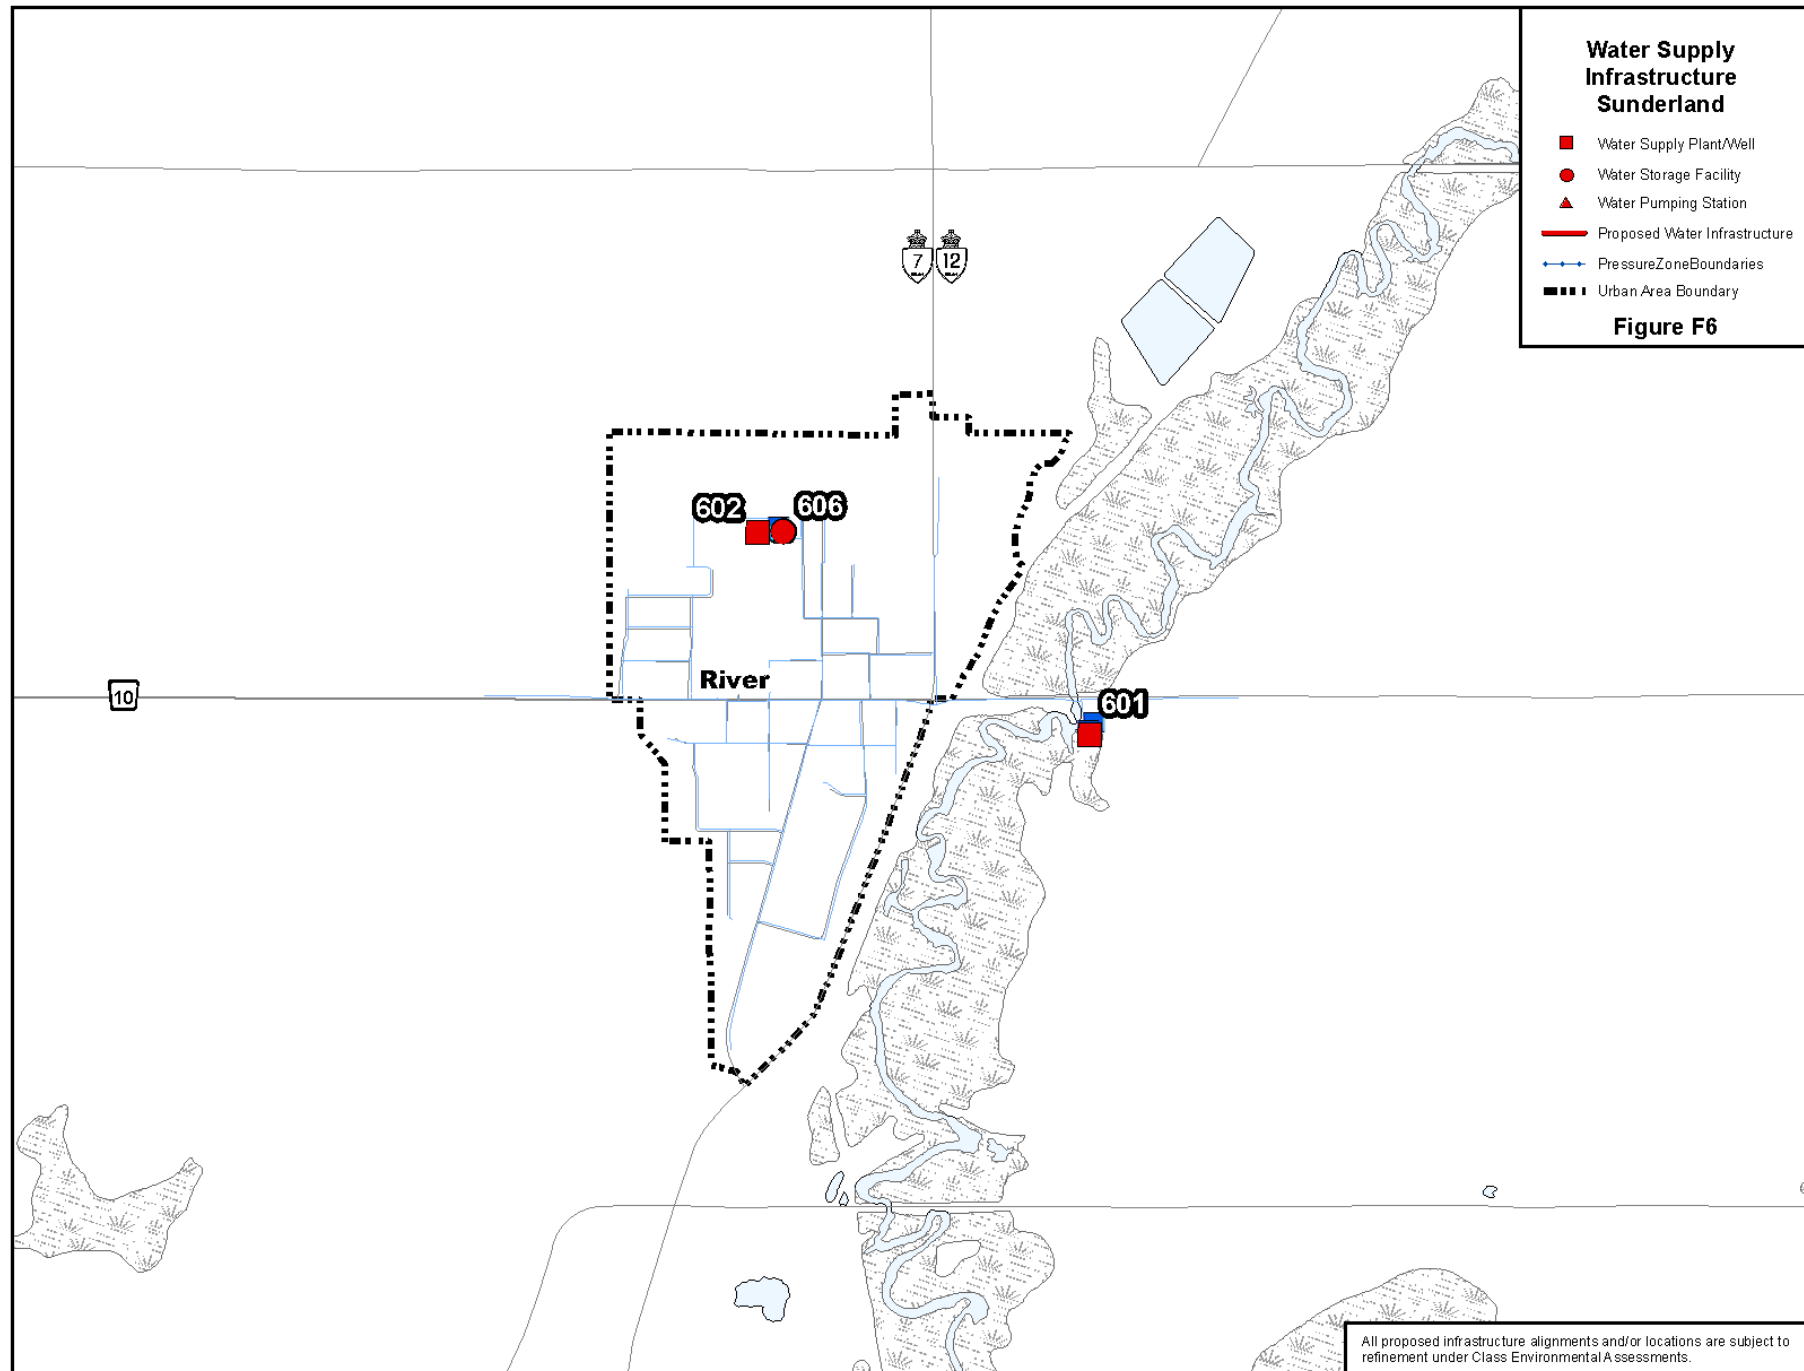 Water Supply
Infrastructure
Sunderland
Water Supply Plant/Well
Water Storage Facility
Water Pumping Station
Proposed Water Infrastructure
PressureZoneBoundaries
Urban Area Boundary
Figure F6
7 12
602 606
River
10
601
All proposed infrastructure alignments and/or locations are subject to
refinement under Class Environmental Assessments.